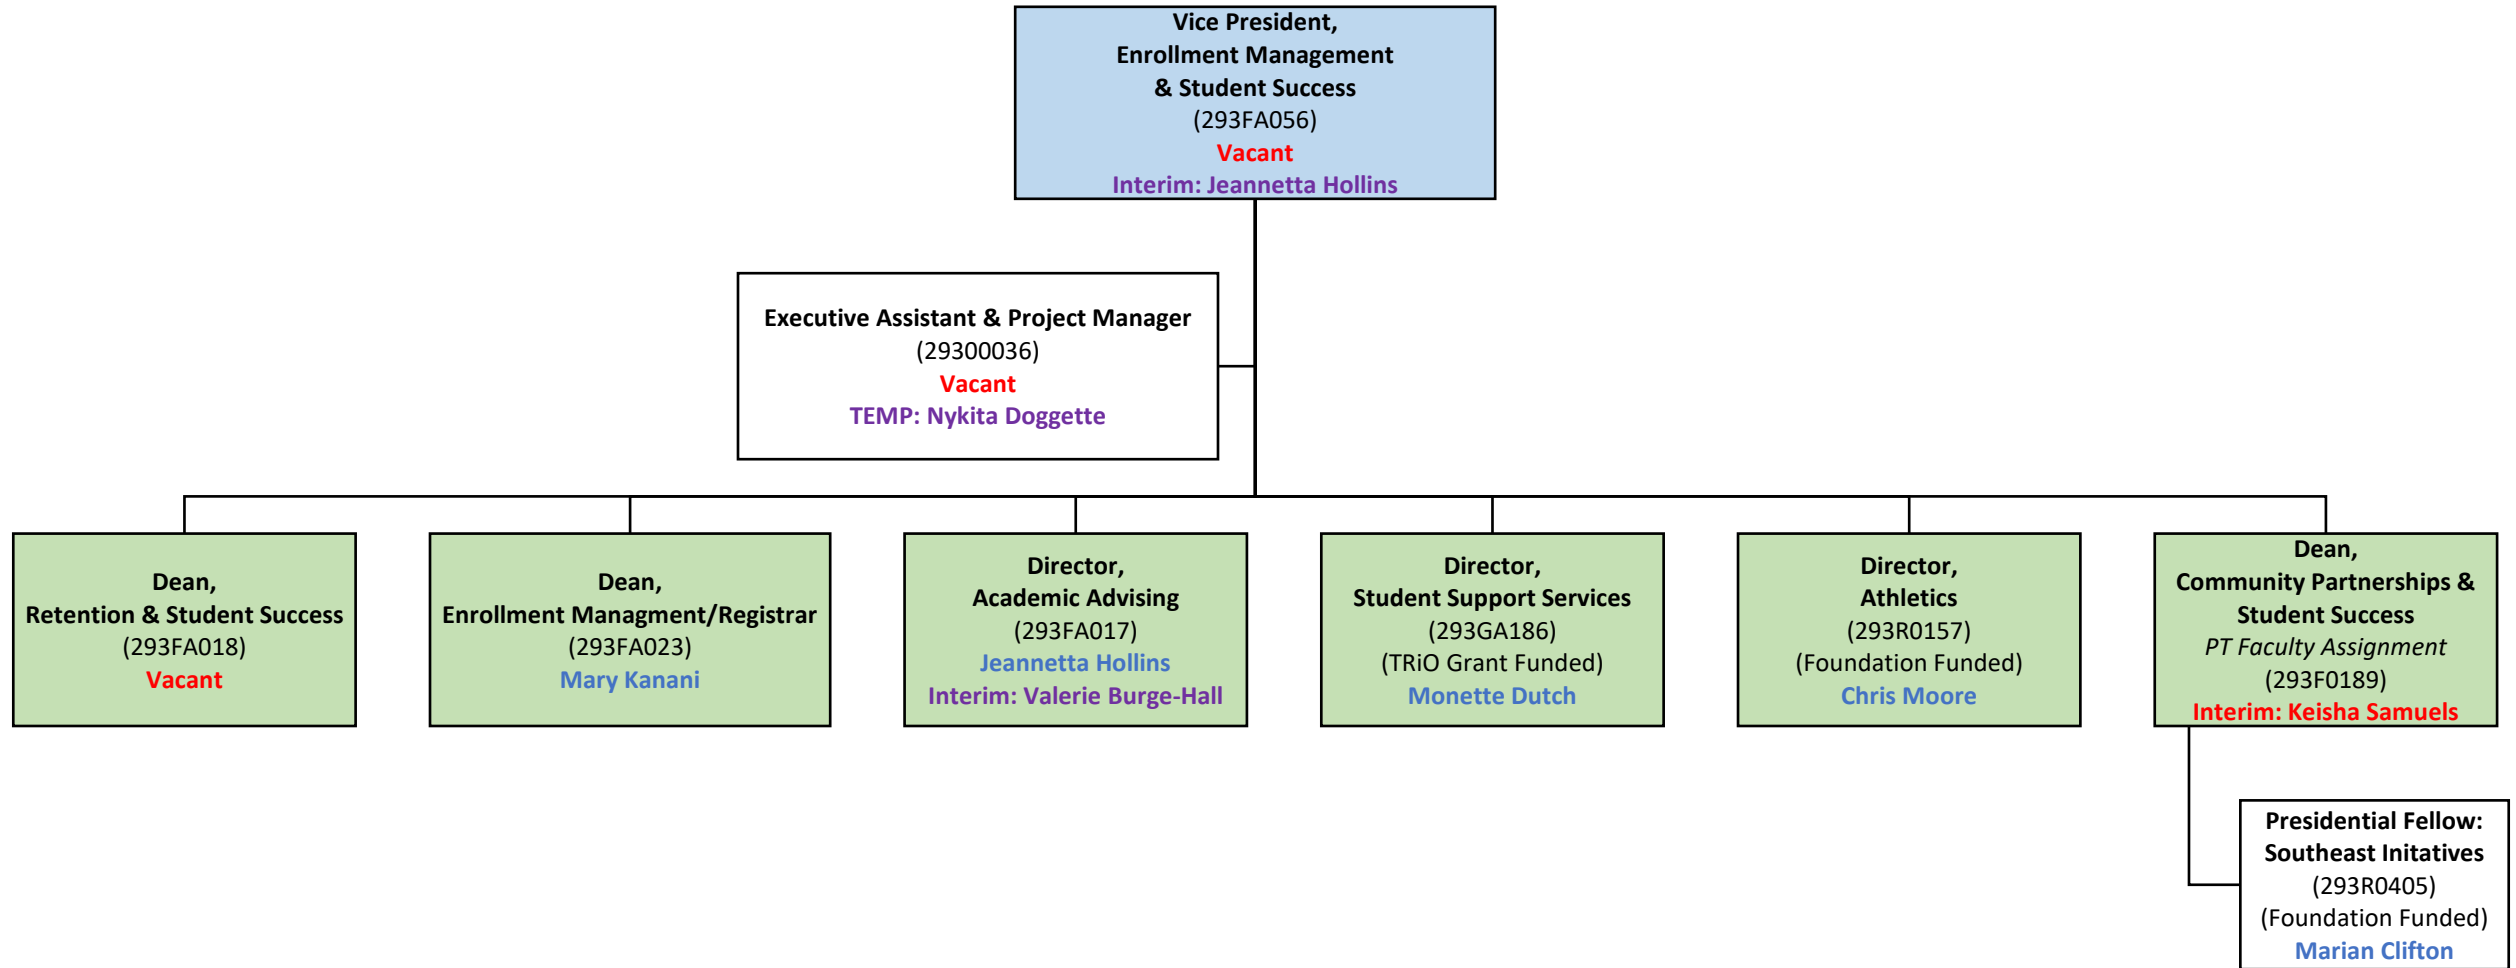 Vice President,
Enrollment Management
& Student Success
(293FA056)
Vacant
Interim: Jeannetta Hollins
Executive Assistant & Project Manager
(29300036)
Vacant
TEMP: Nykita Doggette
Dean,
Retention & Student Success
(293FA018)
Vacant
Dean,
Enrollment Managment/Registrar
(293FA023)
Mary Kanani
Director,
Academic Advising
(293FA017)
Jeannetta Hollins
Interim: Valerie Burge-Hall
Director,
Student Support Services
(293GA186)
(TRiO Grant Funded)
Monette Dutch
Director,
Athletics
(293R0157)
(Foundation Funded)
Chris Moore
Dean,
Community Partnerships &
Student Success
PT Faculty Assignment
(293F0189)
Interim: Keisha Samuels
Presidential Fellow:
Southeast Initatives
(293R0405)
(Foundation Funded)
Marian Clifton